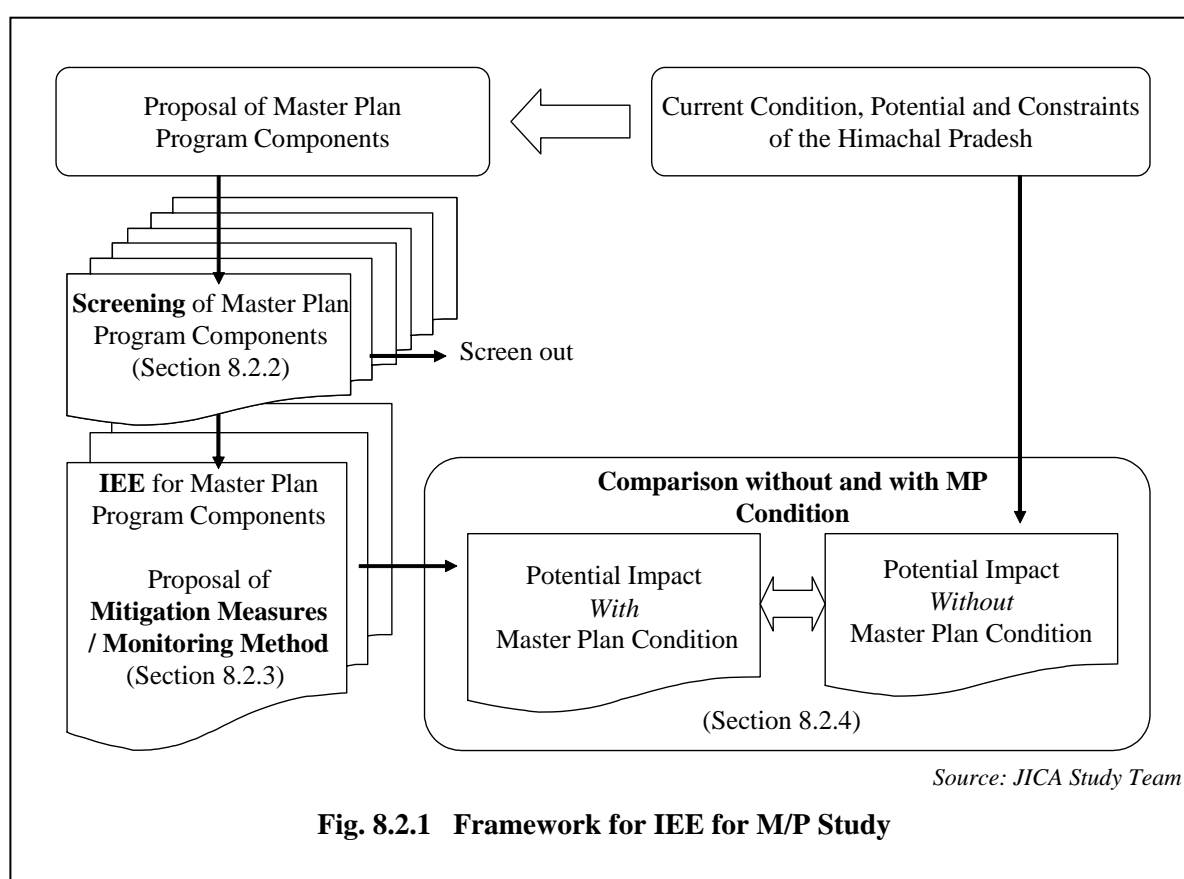 Proposal of Master Plan
Program Components
Current Condition, Potential and Constraints
of the Himachal Pradesh
Screening of Master Plan
Program Components
(Section 8.2.2)
Screen out
IEE for Master Plan
Program Components
Proposal of
Mitigation Measures
/ Monitoring Method
(Section 8.2.3)
Comparison without and with MP
Condition
Potential Impact
With
Master Plan Condition
Potential Impact
Without
Master Plan Condition
(Section 8.2.4)
Source: JICA Study Team
Fig. 8.2.1 Framework for IEE for M/P Study